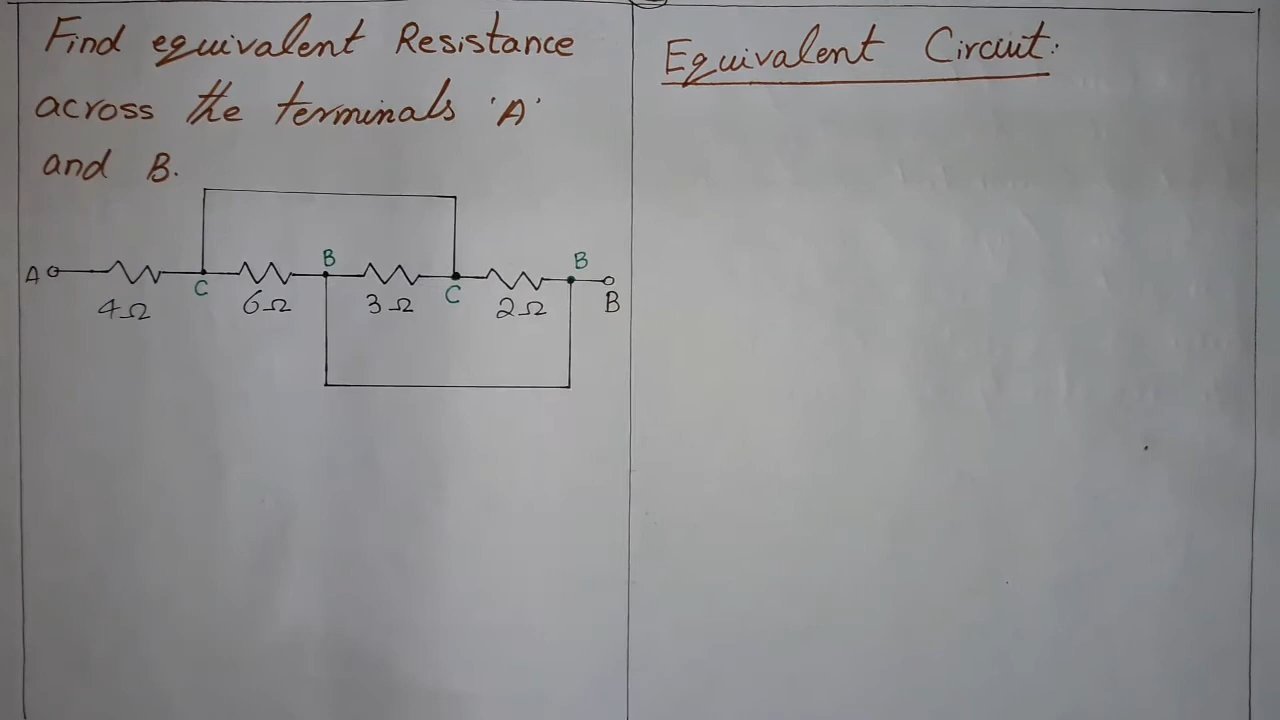 Find equivalent Resistance
across the terminals 'A'
and B.
Equivalent Circuit:
A
4Ω
C
6Ω
B
3Ω
C
2Ω
B
B